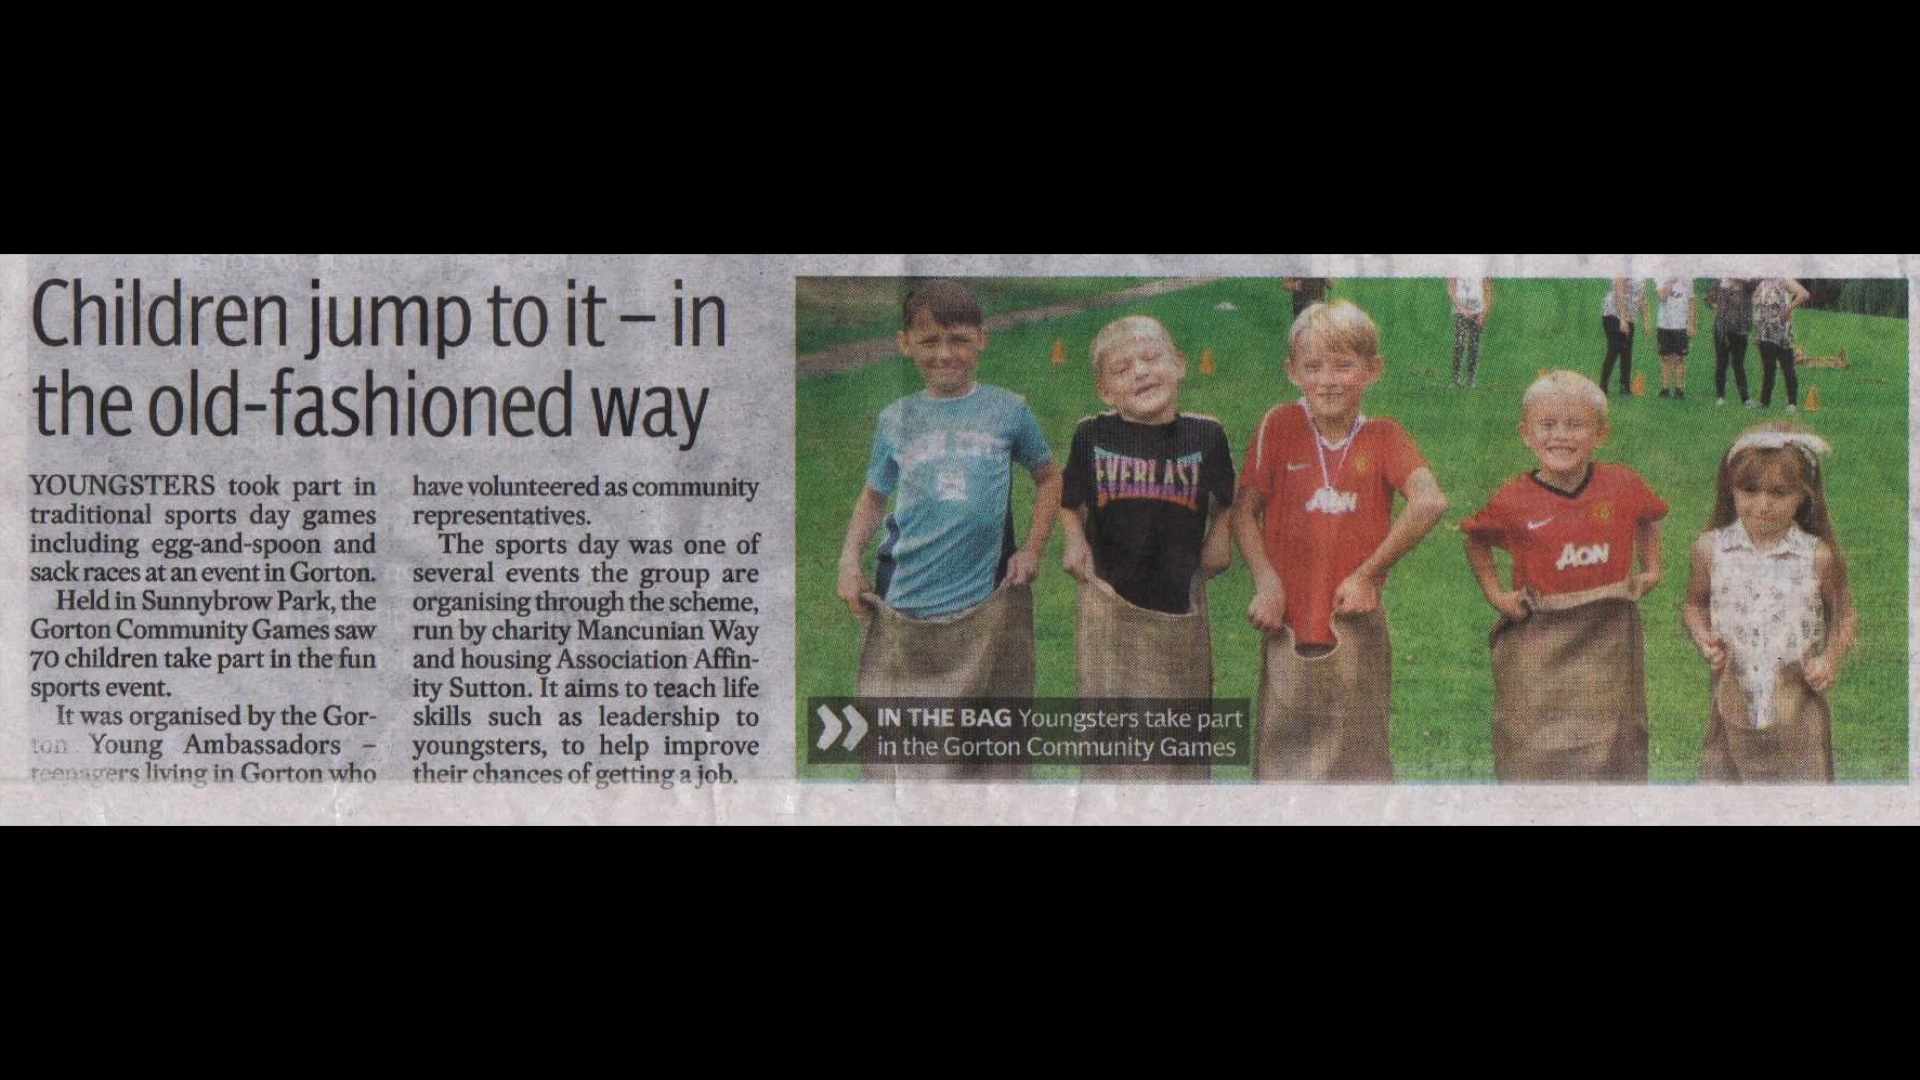 Children jump to it – in
the old-fashioned way
YOUNGSTERS took part in
traditional sports day games
including egg-and-spoon and
sack races at an event in Gorton.
Held in Sunnybrow Park, the
Gorton Community Games saw
70 children take part in the fun
sports event.
It was organised by the Gor-
ton Young Ambassadors –
teenagers living in Gorton who
have volunteered as community
representatives.
The sports day was one of
several events the group are
organising through the scheme,
run by charity Mancunian Way
and housing Association Affin-
ity Sutton. It aims to teach life
skills such as leadership to
youngsters, to help improve
their chances of getting a job.
EVERLAST
AON
AON
IN THE BAG Youngsters take part
in the Gorton Community Games